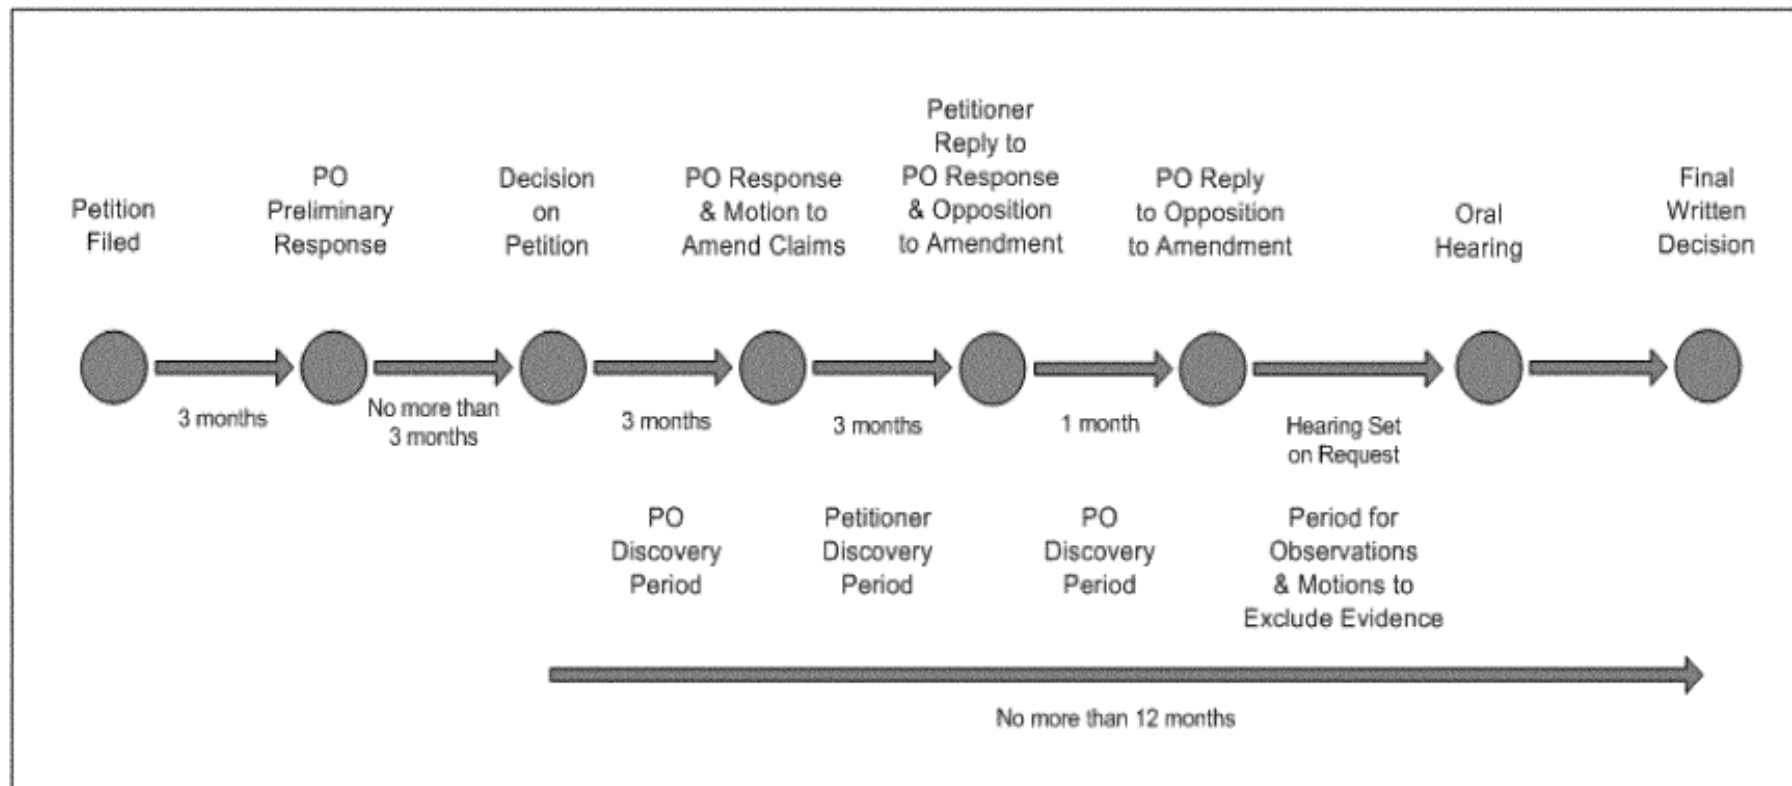 Petition
Filed
PO
Preliminary
Response
Decision
on
Petition
PO Response
& Motion to
Amend Claims
Petitioner
Reply to
PO Response
& Opposition
to Amendment
PO Reply
to Opposition
to Amendment
Oral
Hearing
Final
Written
Decision
3 months
No more than
3 months
3 months
3 months
1 month
Hearing Set
on Request
PO
Discovery
Period
Petitioner
Discovery
Period
PO
Discovery
Period
Period for
Observations
& Motions to
Exclude Evidence
No more than 12 months